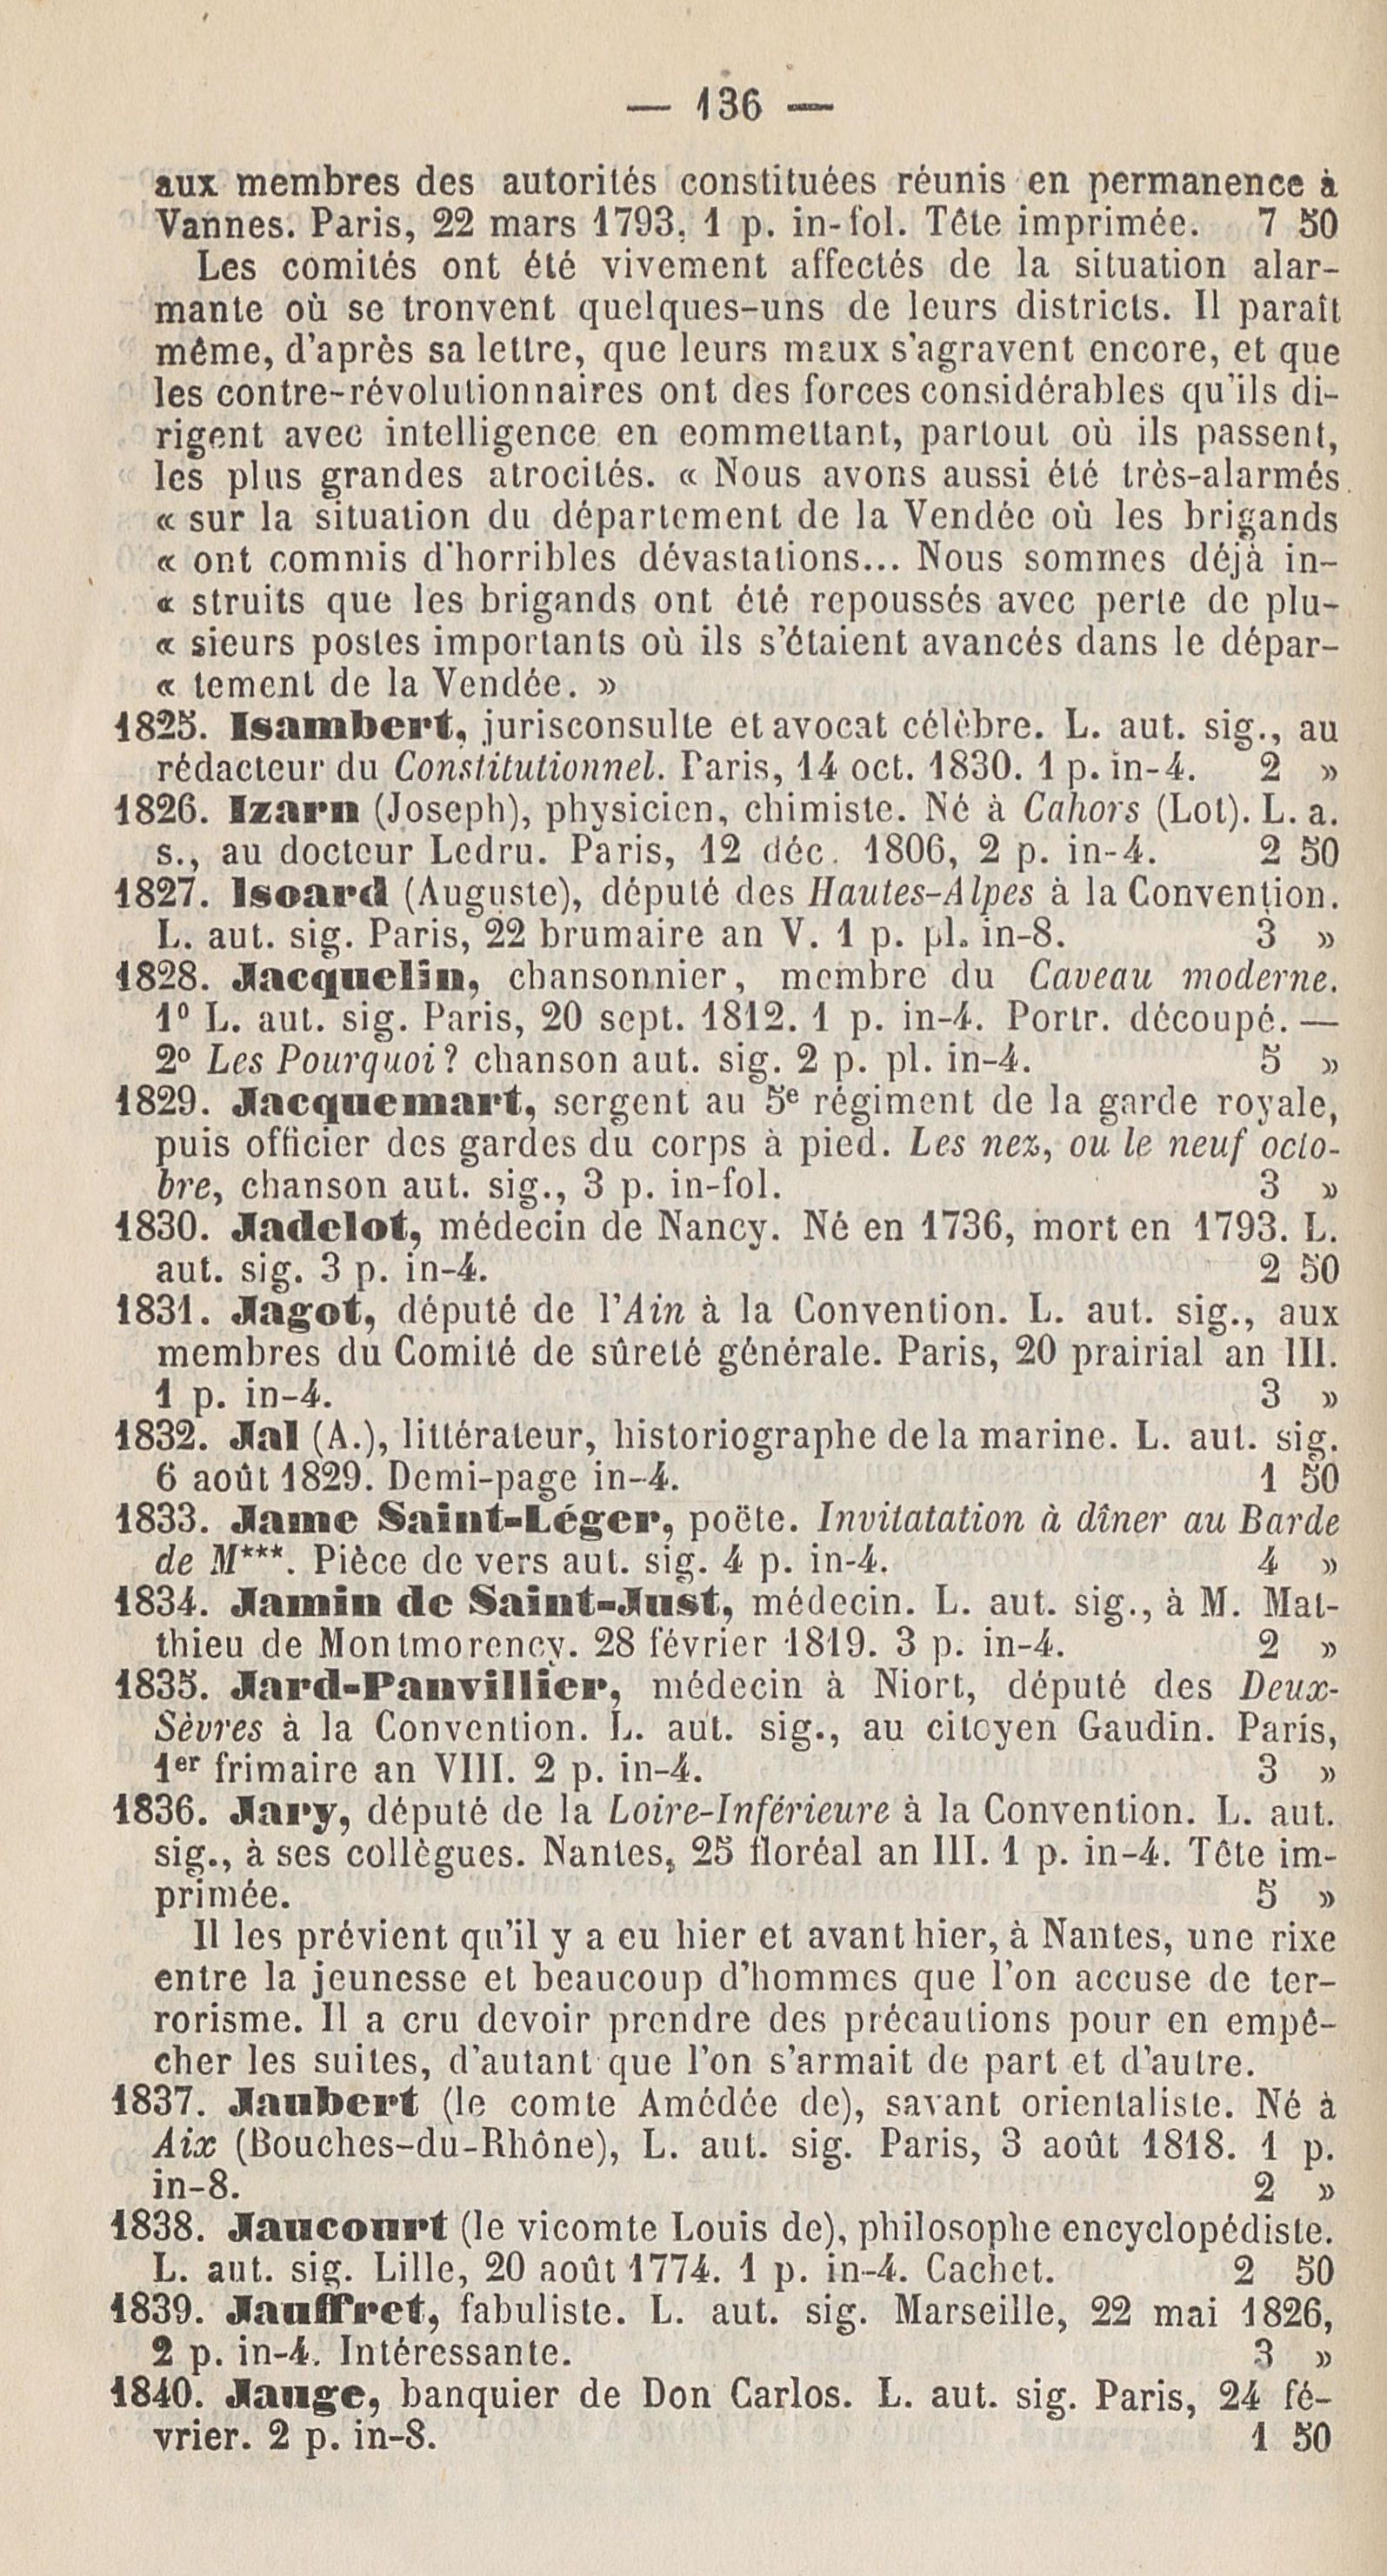 — 136 —
aux membres des autorités constituées réunis en permanence à
Vannes. Paris, 22 mars 1793, 1 p. in-fol. Tête imprimée. 7 50
Les comités ont été vivement affectés de la situation alar-
mante où se tronvent quelques-uns de leurs districts. Il paraît
même, d'après sa lettre, que leurs maux s'agravent encore, et que
les contre-révolutionnaires ont des forces considérables qu'ils di-
rigent avec intelligence en eommettant, partout où ils passent,
les plus grandes atrocités. « Nous avons aussi été très-alarmés
« sur la situation du département de la Vendée où les brigands
« ont commis d'horribles dévastations... Nous sommes déjà in-
« struits que les brigands ont été repoussés avec perte de plu-
« sieurs postes importants où ils s'étaient avancés dans le dépar-
« tement de la Vendée. »
1825. Isambert, jurisconsulte et avocat célèbre. L. aut. sig., au
rédacteur du Constitutionnel. Paris, 14 oct. 1830. 1 p. in-4. 2 »
1826. Izarn (Joseph), physicien, chimiste. Né à Cahors (Lot). L. a.
s., au docteur Ledru. Paris, 12 déc. 1806, 2 p. in-4. 2 50
1827. Isoard (Auguste), député des Hautes-Alpes à la Convention.
L. aut. sig. Paris, 22 brumaire an V. 1 p. pl. in-8. 3 »
1828. Jacquelin, chansonnier, membre du Caveau moderne.
1º L. aut. sig. Paris, 20 sept. 1812. 1 p. in-4. Portr. découpé. —
2º Les Pourquoi? chanson aut. sig. 2 p. pl. in-4. 5 »
1829. Jacquemart, sergent au 5e régiment de la garde royale,
puis officier des gardes du corps à pied. Les nez, ou le neuf octo-
bre, chanson aut. sig., 3 p. in-fol. 3 »
1830. Jadelot, médecin de Nancy. Né en 1736, mort en 1793. L.
aut. sig. 3 p. in-4. 2 50
1831. Jagot, député de l'Ain à la Convention. L. aut. sig., aux
membres du Comité de sûreté générale. Paris, 20 prairial an III.
1 p. in-4. 3 »
1832. Jal (A.), littérateur, historiographe de la marine. L. aut. sig.
6 août 1829. Demi-page in-4. 1 50
1833. Jame Saint-Léger, poëte. Invitatation à dîner au Barde
de M***. Pièce de vers aut. sig. 4 p. in-4. 4 »
1834. Jamin de Saint-Just, médecin. L. aut. sig., à M. Mat-
thieu de Montmorency. 28 février 1819. 3 p. in-4. 2 »
1835. Jard-Panvillier, médecin à Niort, député des Deux-
Sèvres à la Convention. L. aut. sig., au citoyen Gaudin. Paris,
1er frimaire an VIII. 2 p. in-4. 3 »
1836. Jary, député de la Loire-Inférieure à la Convention. L. aut.
sig., à ses collègues. Nantes, 25 floréal an III. 1 p. in-4. Tête im-
primée. 5 »
Il les prévient qu'il y a eu hier et avant hier, à Nantes, une rixe
entre la jeunesse et beaucoup d'hommes que l'on accuse de ter-
rorisme. Il a cru devoir prendre des précautions pour en empê-
cher les suites, d'autant que l'on s'armait de part et d'autre.
1837. Jaubert (le comte Amédée de), savant orientaliste. Né à
Aix (Bouches-du-Rhône), L. aut. sig. Paris, 3 août 1818. 1 p.
in-8. 2 »
1838. Jaucourt (le vicomte Louis de), philosophe encyclopédiste.
L. aut. sig. Lille, 20 août 1774. 1 p. in-4. Cachet. 2 50
1839. Jauffret, fabuliste. L. aut. sig. Marseille, 22 mai 1826,
2 p. in-4. Intéressante. 3 »
1840. Jauge, banquier de Don Carlos. L. aut. sig. Paris, 24 fé-
vrier. 2 p. in-8. 1 50